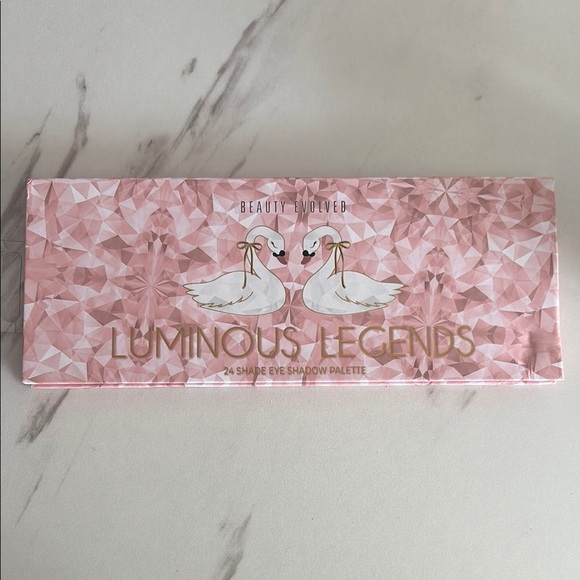 BEAUTY EVOLVED
LUMINOUS LEGENDS
24 SHADE EYE SHADOW PALETTE